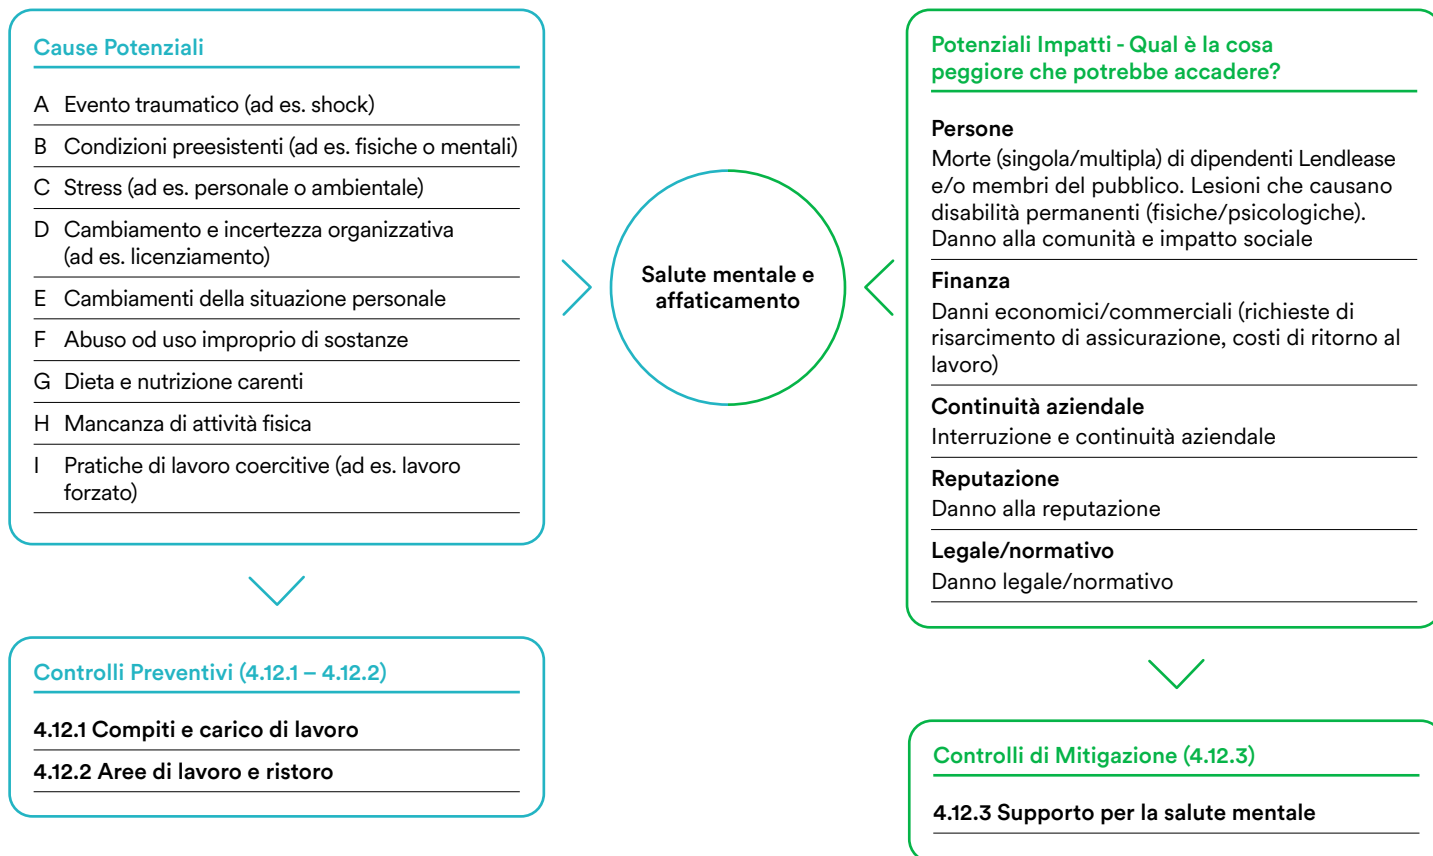 Cause Potenziali
A Evento traumatico (ad es. shock)
B Condizioni preesistenti (ad es. fisiche o mentali)
C Stress (ad es. personale o ambientale)
D Cambiamento e incertezza organizzativa
(ad es. licenziamento)
E Cambiamenti della situazione personale
F Abuso od uso improprio di sostanze
G Dieta e nutrizione carenti
H Mancanza di attività fisica
I Pratiche di lavoro coercitive (ad es. lavoro
forzato)
Controlli Preventivi (4.12.1 – 4.12.2)
4.12.1 Compiti e carico di lavoro
4.12.2 Aree di lavoro e ristoro
Salute mentale e
affaticamento
Potenziali Impatti - Qual è la cosa
peggiore che potrebbe accadere?
Persone
Morte (singola/multipla) di dipendenti Lendlease
e/o membri del pubblico. Lesioni che causano
disabilità permanenti (fisiche/psicologiche).
Danno alla comunità e impatto sociale
Finanza
Danni economici/commerciali (richieste di
risarcimento di assicurazione, costi di ritorno al
lavoro)
Continuità aziendale
Interruzione e continuità aziendale
Reputazione
Danno alla reputazione
Legale/normativo
Danno legale/normativo
Controlli di Mitigazione (4.12.3)
4.12.3 Supporto per la salute mentale